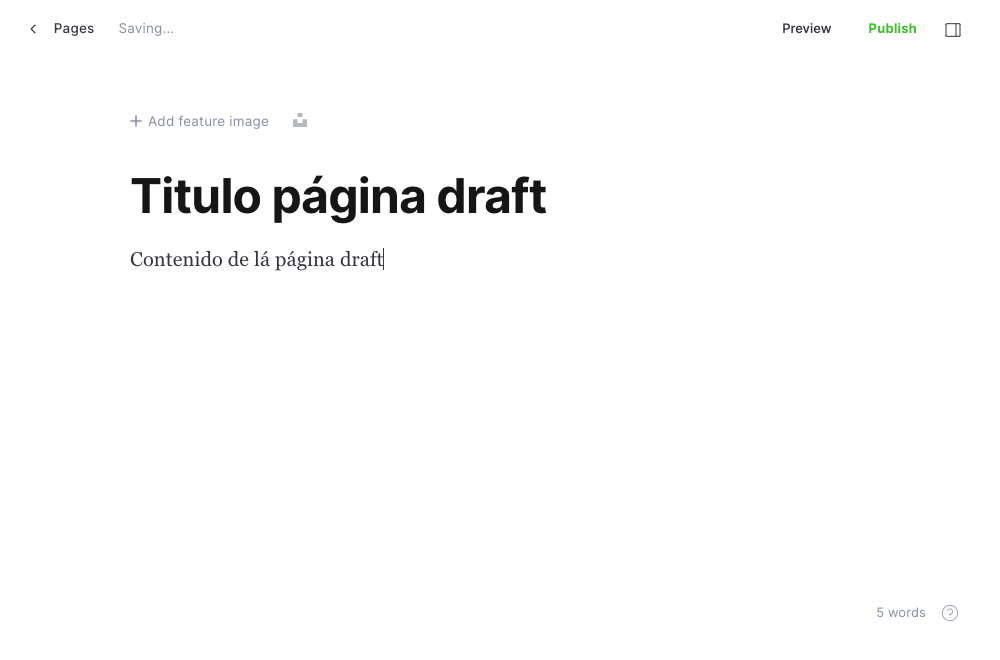 Pages Saving... Preview Publish
Add feature image
Titulo página draft
Contenido de lá página draft
5 words